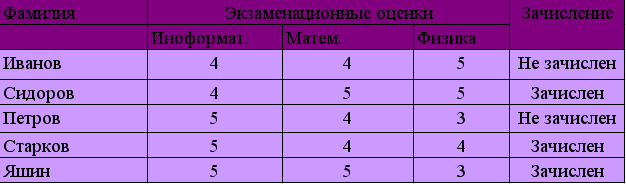 Фамилия Экзаменационные оценки Зачисление
Иноформат. Матем. Физика
Иванов 4 4 5 Не зачислен
Сидоров 4 5 5 Зачислен
Петров 5 4 3 Не зачислен
Старков 5 4 4 Зачислен
Яшин 5 5 3 Зачислен